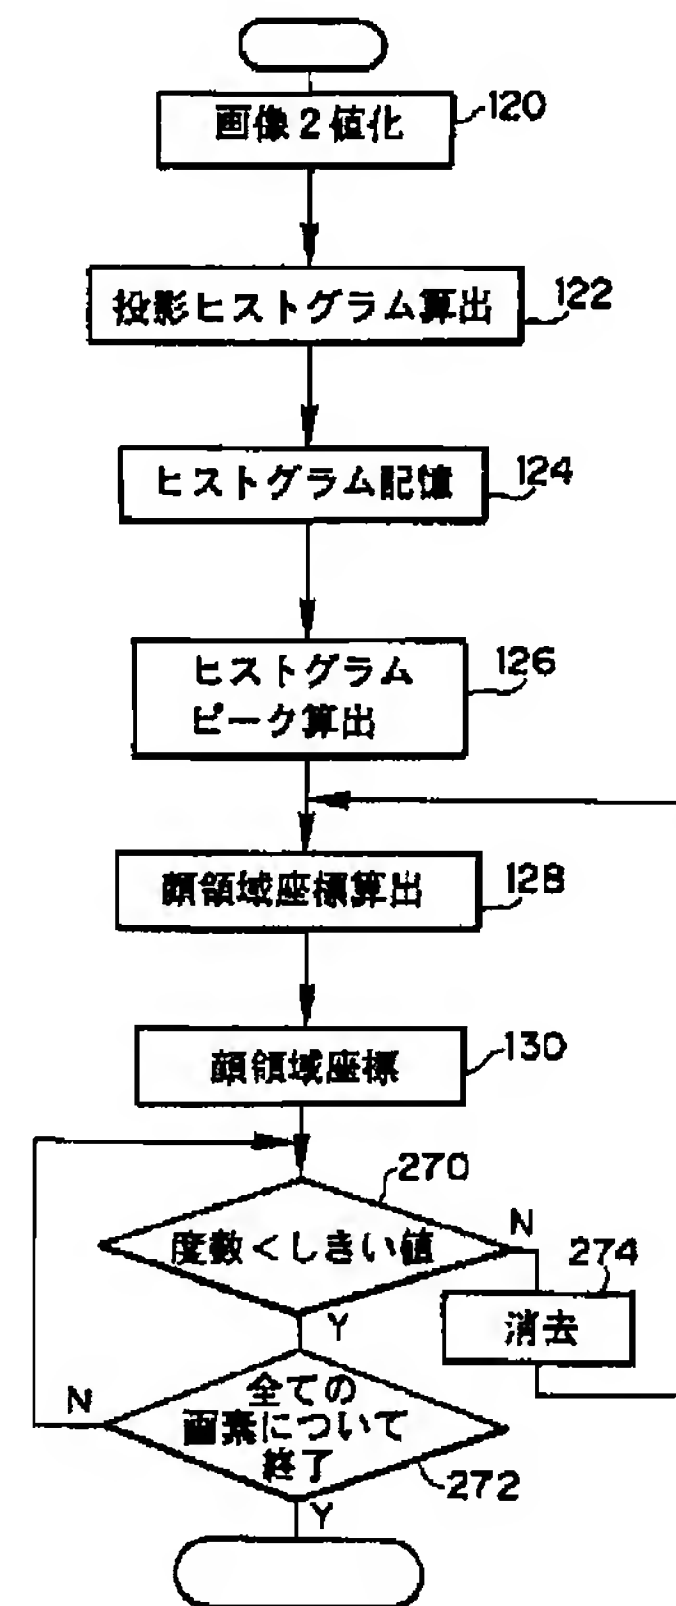 画像2値化
120
投影ヒストグラム算出
122
ヒストグラム記憶
124
ヒストグラム
ピーク算出
126
顔領域座標算出
128
顔領域座標
130
270
度数<しきい値
N
274
消去
Y
全ての
画素について
終了
N
272
Y